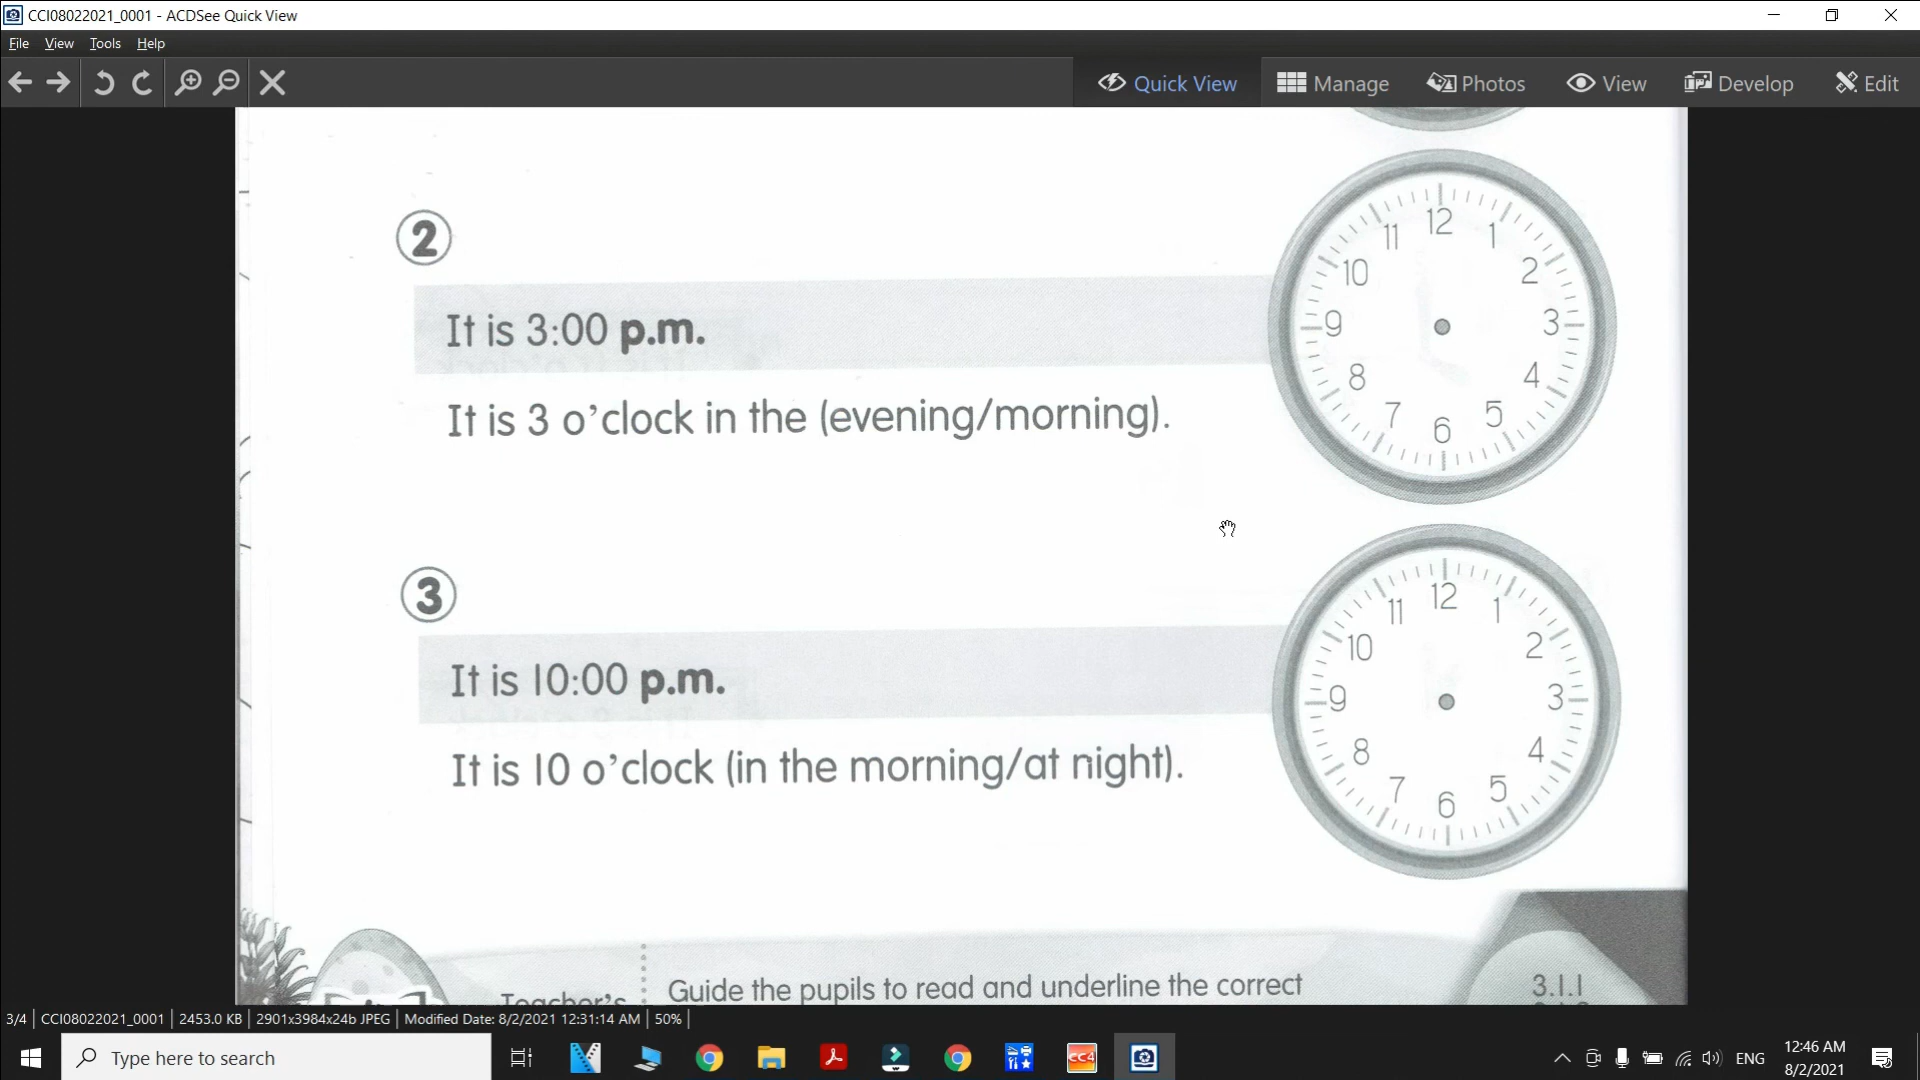 CCI08022021_0001 - ACDSee Quick View
File View Tools Help
Quick View Manage Photos View Develop Edit
2
It is 3:00 p.m.
It is 3 o'clock in the (evening/morning).
12 1 2 3 4 5 6 7 8 9 10 11
3
It is 10:00 p.m.
It is 10 o'clock (in the morning/at night).
12 1 2 3 4 5 6 7 8 9 10 11
Teacher's
Guide the pupils to read and underline the correct
3.1.1
3/4 CCI08022021_0001 2453.0 KB 2901x3984x24b JPEG Modified Date: 8/2/2021 12:31:14 AM 50%
Type here to search
CC4
ENG
12:46 AM
8/2/2021